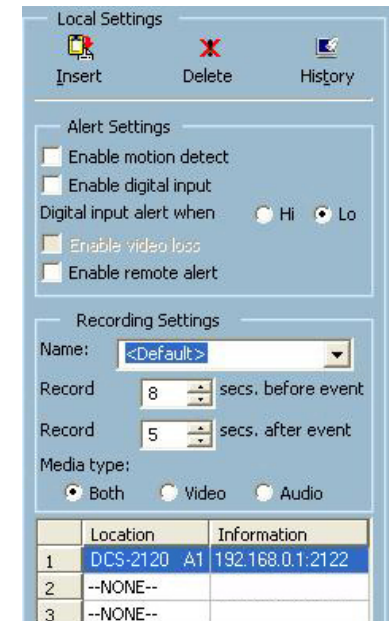 Local Settings
Insert Delete History
Alert Settings
Enable motion detect
Enable digital input
Digital input alert when Hi Lo
Enable video loss
Enable remote alert
Recording Settings
Name: <Default>
Record 8 secs. before event
Record 5 secs. after event
Media type:
Both Video Audio
Location Information
1 DCS-2120 A1 192.168.0.1:2122
2 --NONE--
3 --NONE--